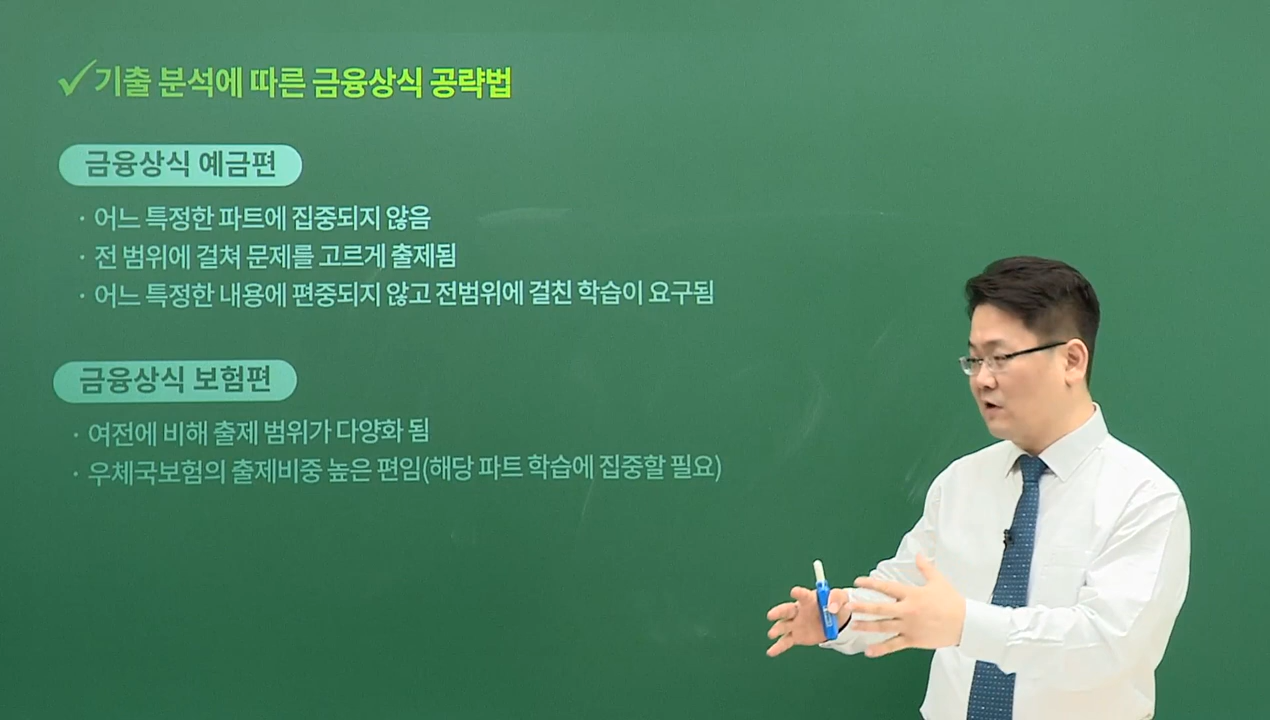 기출 분석에 따른 금융상식 공략법
금융상식 예금편
· 어느 특정한 파트에 집중되지 않음
· 전 범위에 걸쳐 문제를 고르게 출제됨
· 어느 특정한 내용에 편중되지 않고 전범위에 걸친 학습이 요구됨
금융상식 보험편
· 여전에 비해 출제 범위가 다양화 됨
· 우체국보험의 출제비중 높은 편임(해당 파트 학습에 집중할 필요)